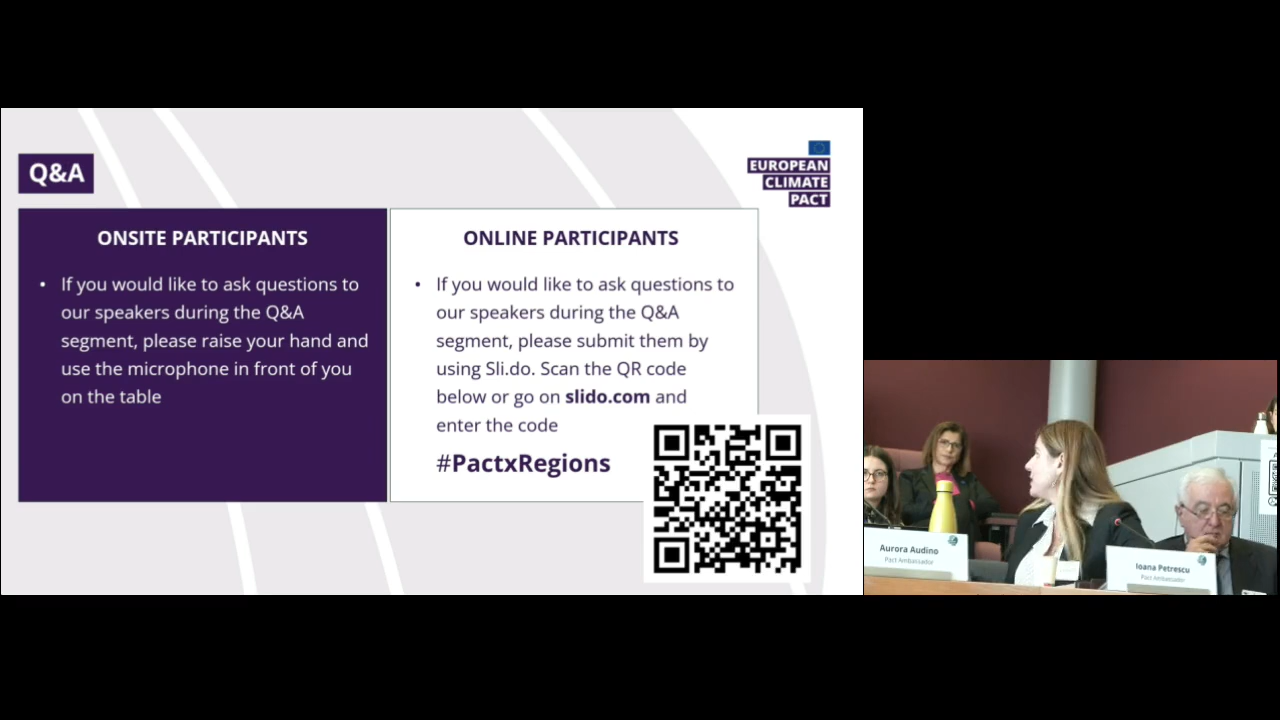 Q&A
EUROPEAN
CLIMATE
PACT
ONSITE PARTICIPANTS
• If you would like to ask questions to
our speakers during the Q&A
segment, please raise your hand and
use the microphone in front of you
on the table
ONLINE PARTICIPANTS
• If you would like to ask questions to
our speakers during the Q&A
segment, please submit them by
using Sli.do. Scan the QR code
below or go on slido.com and
enter the code
#PactxRegions
Aurora Audino
Pact Ambassador
Ioana Petrescu
Pact Ambassador